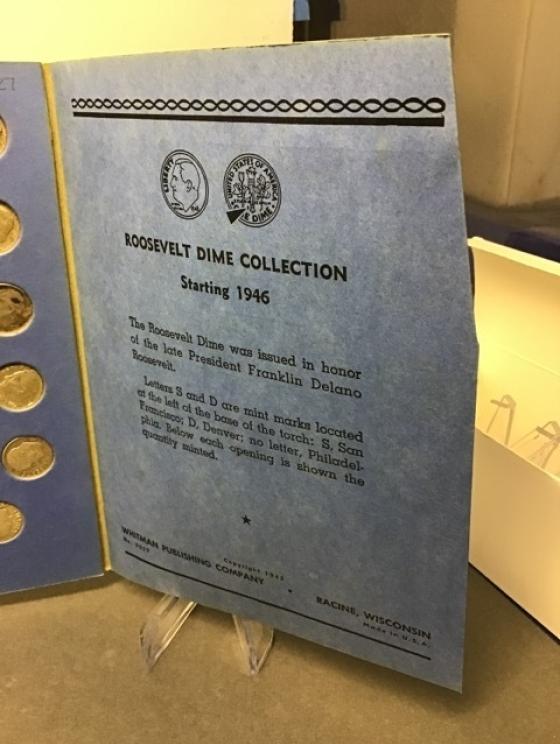 LIBERTY
UNITED STATES OF AMERICA
E DIME
ROOSEVELT DIME COLLECTION
Starting 1946
The Roosevelt Dime was issued in honor
of the late President Franklin Delano
Roosevelt.
Letters S and D are mint marks located
at the left of the base of the torch: S, San
Francisco; D, Denver; no letter, Philadel-
phia. Below each opening is shown the
quantity minted.
Copyright
WHITMAN PUBLISHING COMPANY • RACINE, WISCONSIN
No.
Made in U.S.A.